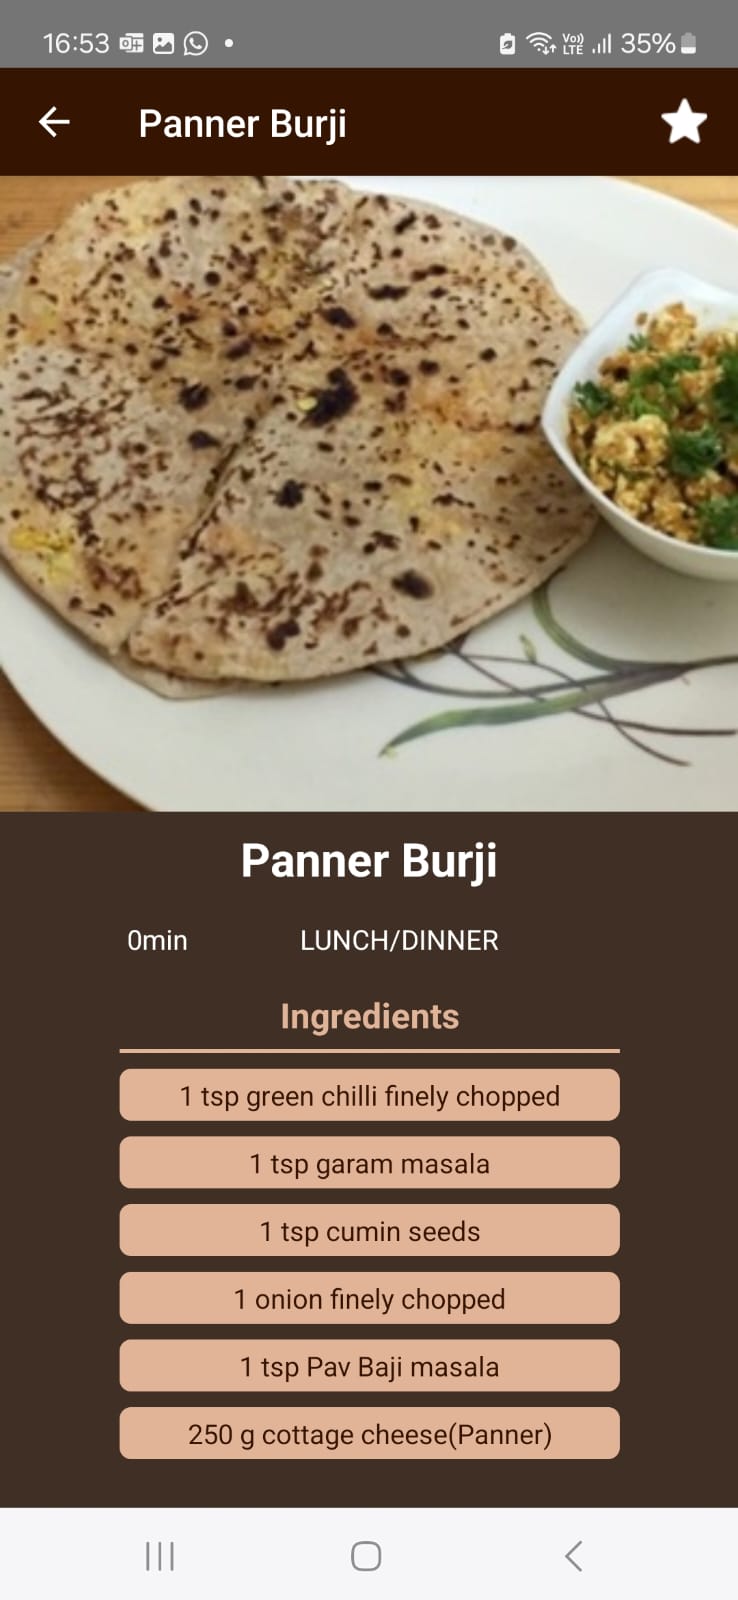 16:53
Vo))
LTE
35%
Panner Burji
Panner Burji
0min LUNCH/DINNER
Ingredients
1 tsp green chilli finely chopped
1 tsp garam masala
1 tsp cumin seeds
1 onion finely chopped
1 tsp Pav Baji masala
250 g cottage cheese(Panner)